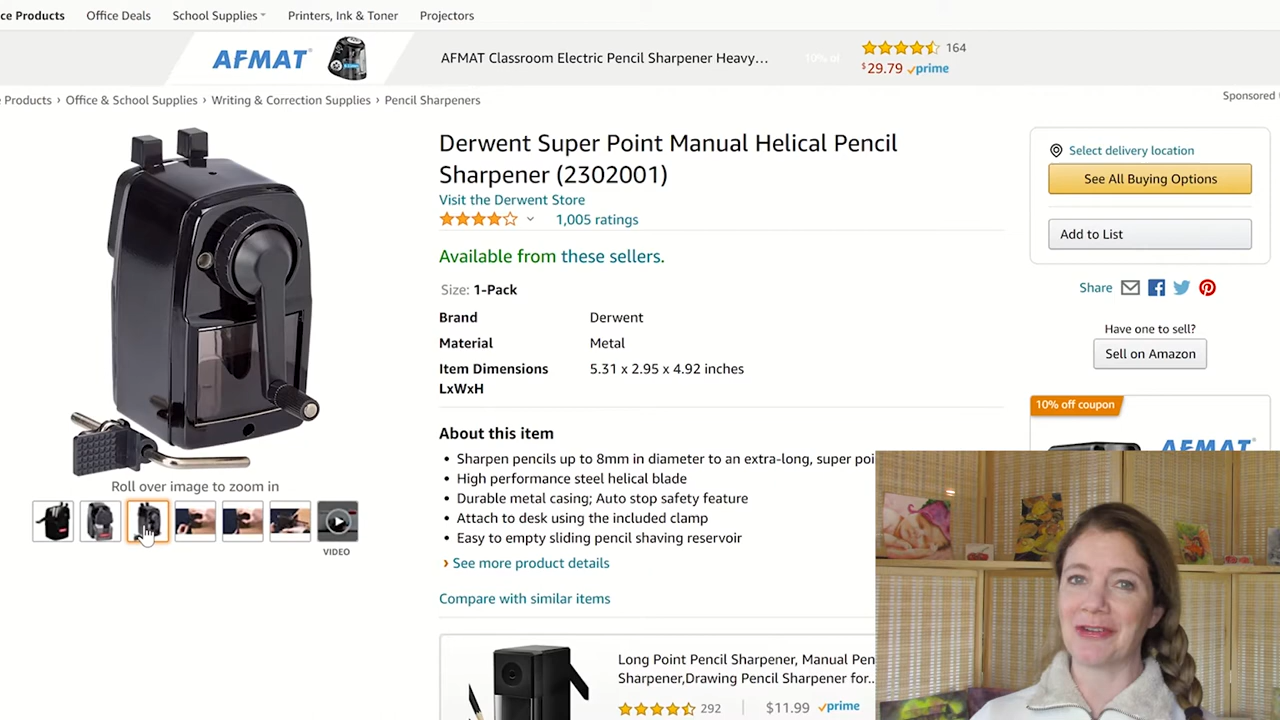 ce Products Office Deals School Supplies Printers, Ink & Toner Projectors
AFMAT® AFMAT Classroom Electric Pencil Sharpener Heavy… 10% of 164
$29.79 prime
e Products › Office & School Supplies › Writing & Correction Supplies › Pencil Sharpeners
Sponsored
Derwent Super Point Manual Helical Pencil
Sharpener (2302001)
Visit the Derwent Store
1,005 ratings
Available from these sellers.
Size: 1-Pack
Brand Derwent
Material Metal
Item Dimensions 5.31 x 2.95 x 4.92 inches
LxWxH
About this item
• Sharpen pencils up to 8mm in diameter to an extra-long, super poi
• High performance steel helical blade
• Durable metal casing; Auto stop safety feature
• Attach to desk using the included clamp
• Easy to empty sliding pencil shaving reservoir
› See more product details
Compare with similar items
Long Point Pencil Sharpener, Manual Pen
Sharpener,Drawing Pencil Sharpener for..
292 $11.99 prime
Roll over image to zoom in
VIDEO
Select delivery location
See All Buying Options
Add to List
Share
Have one to sell?
Sell on Amazon
10% off coupon
AFMAT